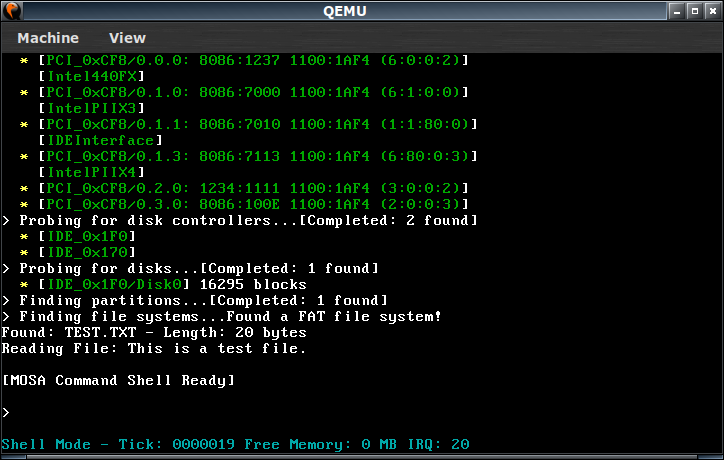 QEMU
Machine View
* [PCI_0xCF8/0.0.0: 8086:1237 1100:1AF4 (6:0:0:2)]
[Intel440FX]
* [PCI_0xCF8/0.1.0: 8086:7000 1100:1AF4 (6:1:0:0)]
[IntelPIIX3]
* [PCI_0xCF8/0.1.1: 8086:7010 1100:1AF4 (1:1:80:0)]
[IDEInterface]
* [PCI_0xCF8/0.1.3: 8086:7113 1100:1AF4 (6:80:0:3)]
[IntelPIIX4]
* [PCI_0xCF8/0.2.0: 1234:1111 1100:1AF4 (3:0:0:2)]
* [PCI_0xCF8/0.3.0: 8086:100E 1100:1AF4 (2:0:0:3)]
> Probing for disk controllers...[Completed: 2 found]
* [IDE_0x1F0]
* [IDE_0x170]
> Probing for disks...[Completed: 1 found]
* [IDE_0x1F0/Disk0] 16295 blocks
> Finding partitions...[Completed: 1 found]
> Finding file systems...Found a FAT file system!
Found: TEST.TXT - Length: 20 bytes
Reading File: This is a test file.
[MOSA Command Shell Ready]
>
Shell Mode - Tick: 0000019 Free Memory: 0 MB IRQ: 20